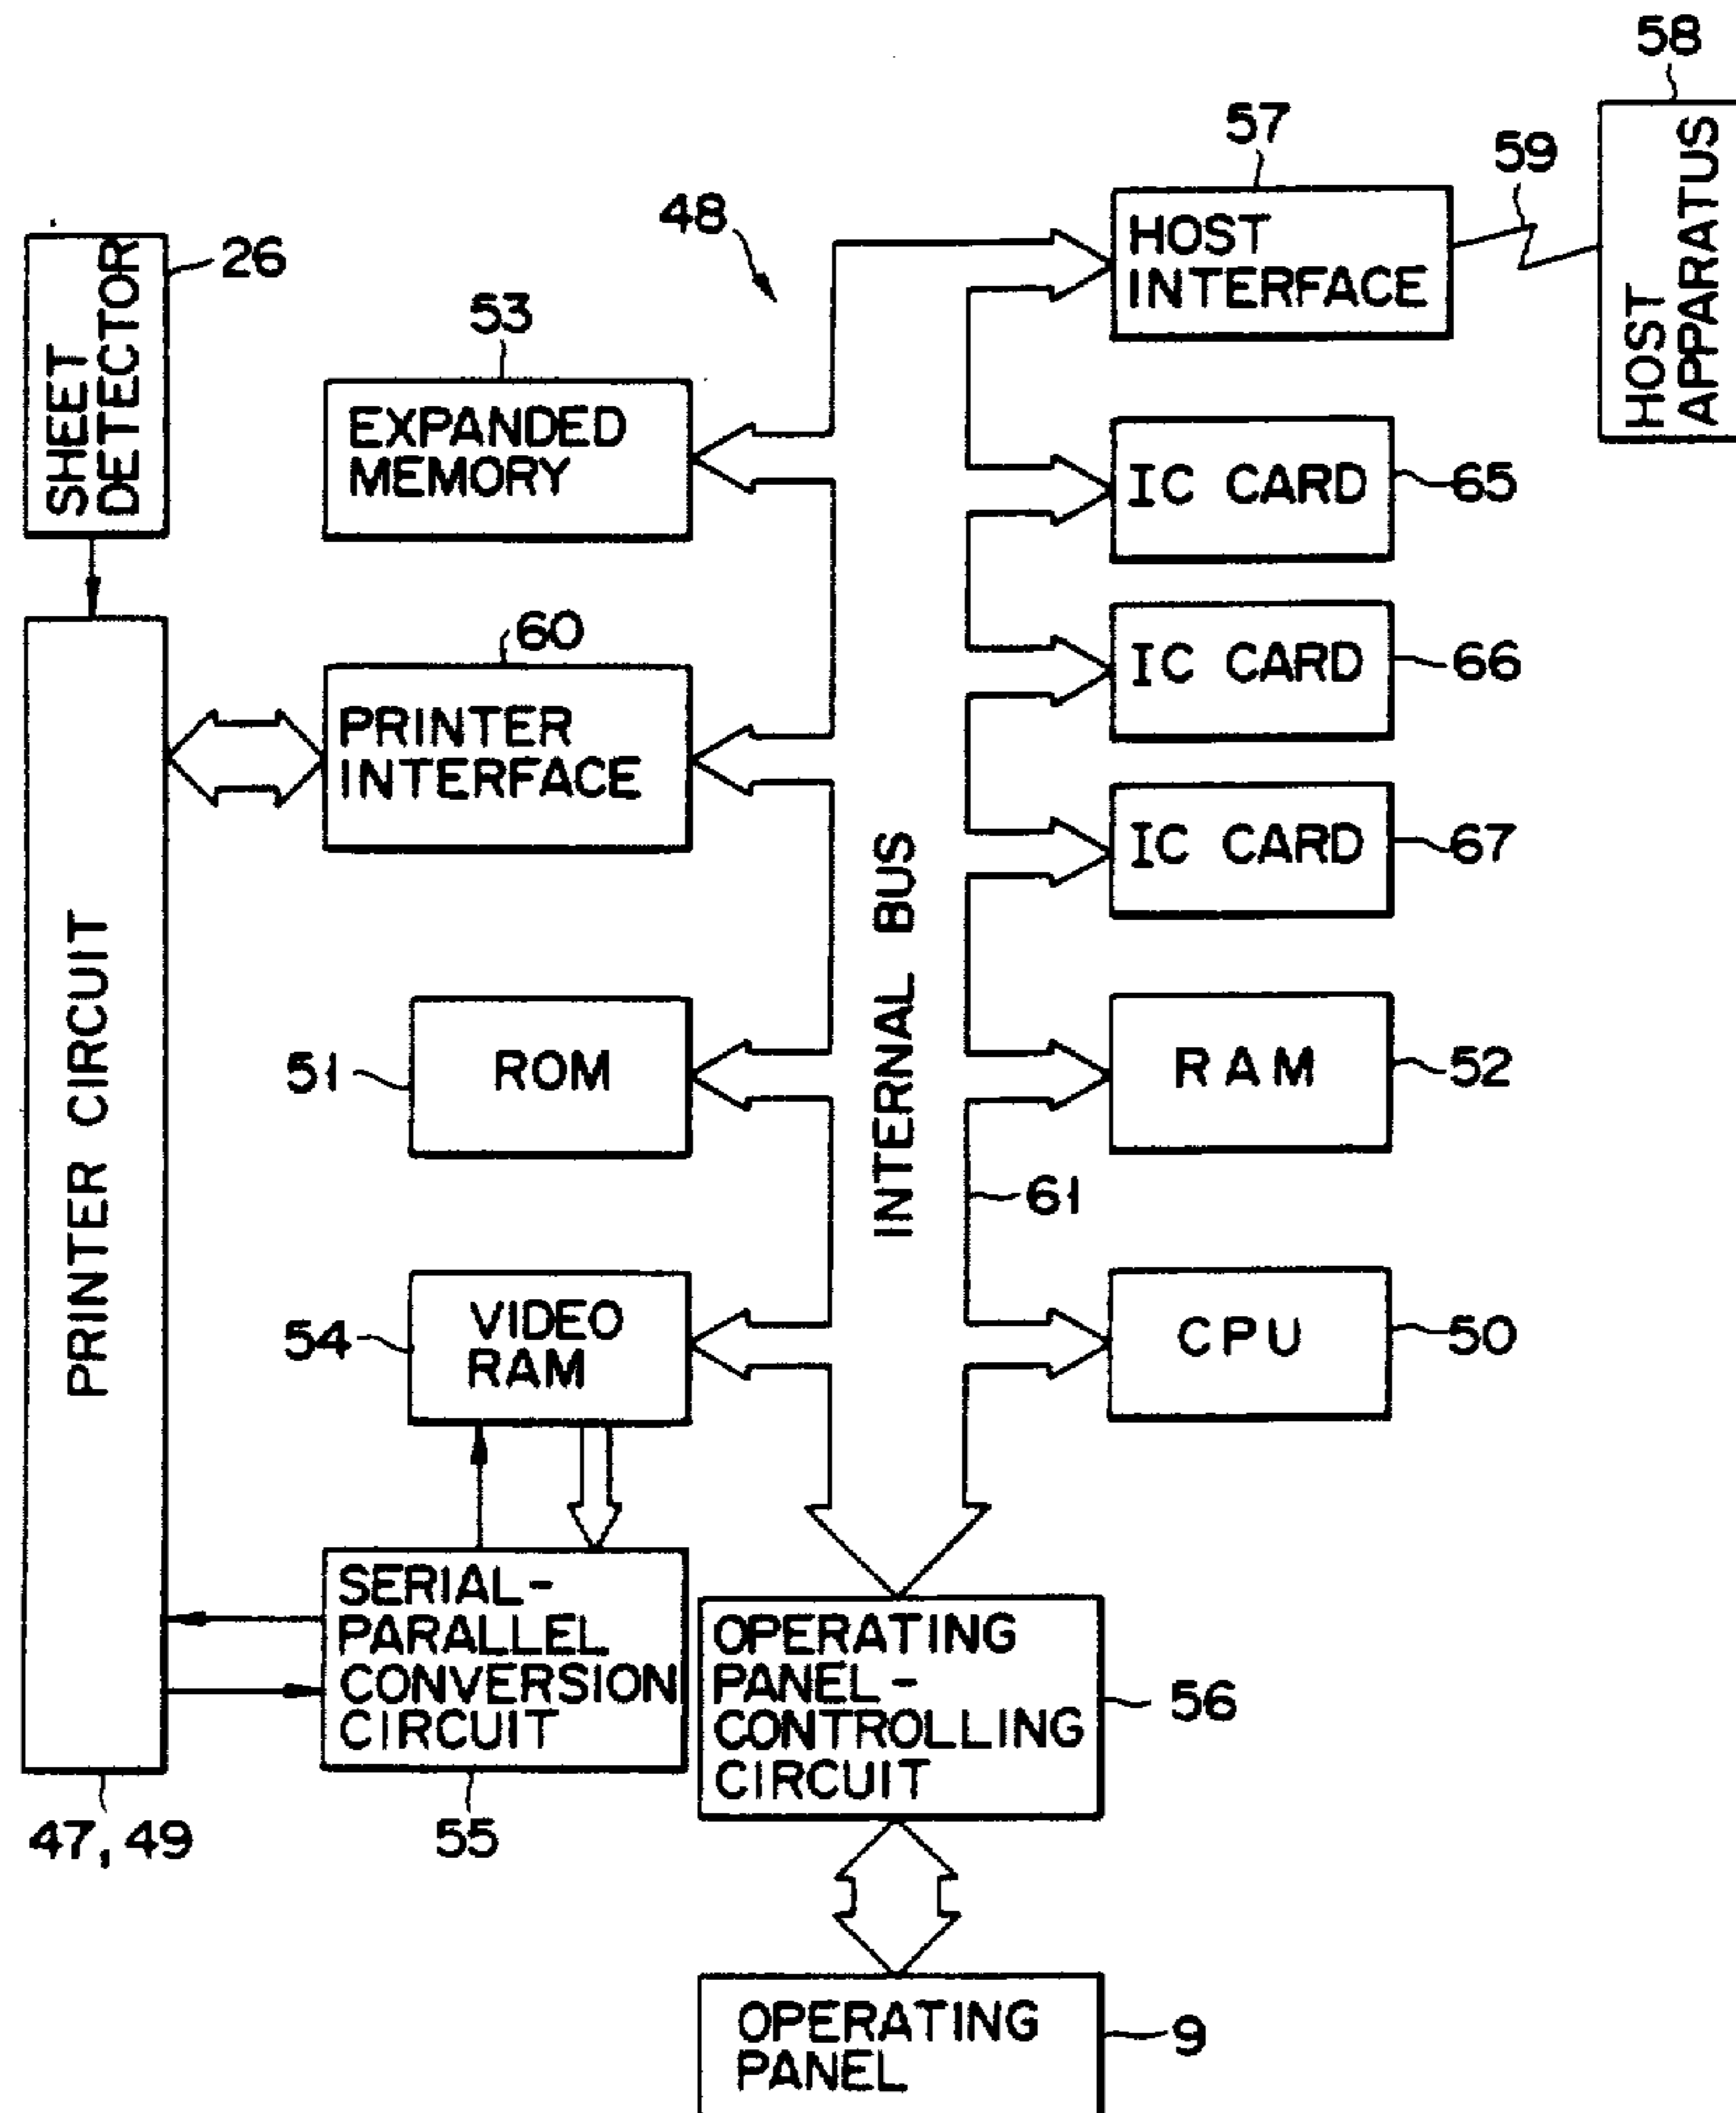 58
57
59
48
HOST
APPARATUS
HOST
INTERFACE
26
SHEET
DETECTOR
53
EXPANDED
MEMORY
IC CARD
65
60
IC CARD
66
PRINTER
INTERFACE
IC CARD
67
INTERNAL BUS
PRINTER CIRCUIT
51
ROM
RAM
52
61
54
VIDEO
RAM
CPU
50
SERIAL-
PARALLEL
CONVERSION
CIRCUIT
OPERATING
PANEL-
CONTROLLING
CIRCUIT
56
47, 49
55
OPERATING
PANEL
9